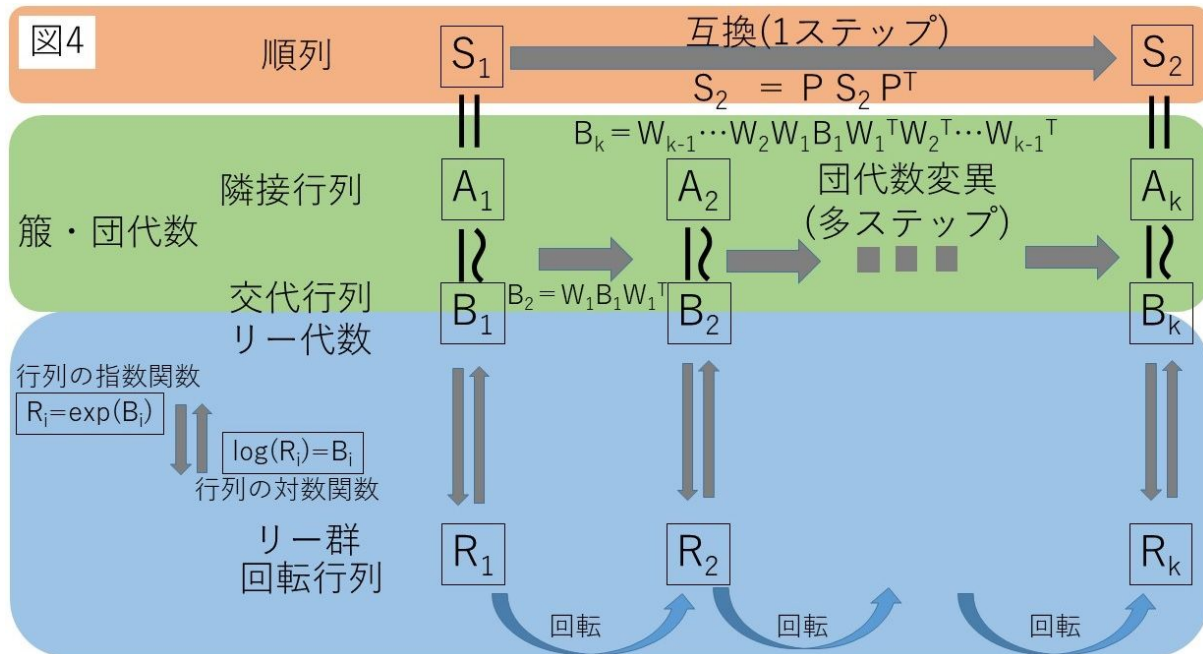 図4
順列
S₁
互換(1ステップ)
S₂ = P S₂ Pᵀ
S₂
Bₖ = Wₖ₋₁⋯W₂W₁B₁W₁ᵀW₂ᵀ⋯Wₖ₋₁ᵀ
隣接行列
A₁
A₂
団代数変異
(多ステップ)
Aₖ
箙・団代数
交代行列
リー代数
B₁
B₂=W₁B₁W₁ᵀ
B₂
Bₖ
行列の指数関数
Rᵢ=exp(Bᵢ)
log(Rᵢ)=Bᵢ
行列の対数関数
リー群
回転行列
R₁
R₂
Rₖ
回転
回転
回転